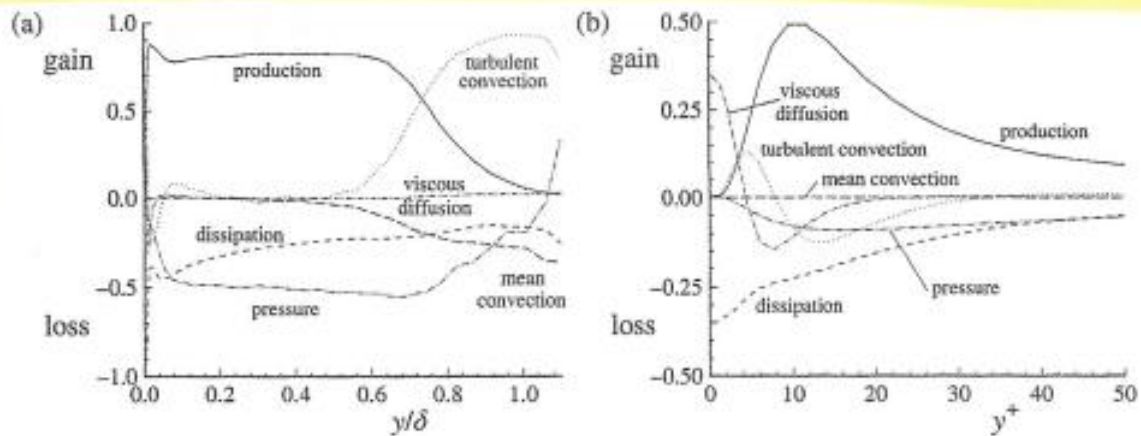 (a)
1.0
gain
0.5
0.0
-0.5
loss
-1.0
production
turbulent
convection
viscous
diffusion
dissipation
mean
convection
pressure
0.0
0.2
0.4
0.6
0.8
1.0
y/δ
(b)
0.50
gain
0.25
0.00
-0.25
loss
-0.50
viscous
diffusion
production
turbulent convection
mean convection
pressure
dissipation
0
10
20
30
40
50
y+